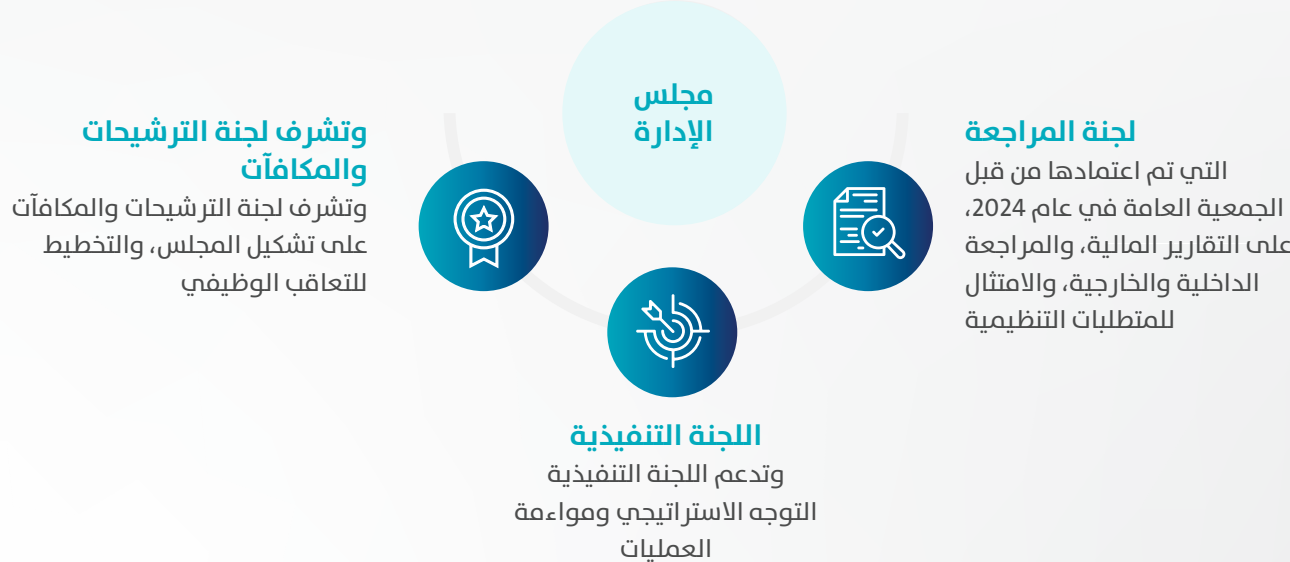 مجلس
الإدارة
لجنة المراجعة
التي تم اعتمادها من قبل
الجمعية العامة في عام 2024،
على التقارير المالية، والمراجعة
الداخلية والخارجية، والامتثال
للمتطلبات التنظيمية
اللجنة التنفيذية
وتدعم اللجنة التنفيذية
التوجه الاستراتيجي ومواءمة
العمليات
وتشرف لجنة الترشيحات
والمكافآت
وتشرف لجنة الترشيحات والمكافآت
على تشكيل المجلس، والتخطيط
للتعاقب الوظيفي